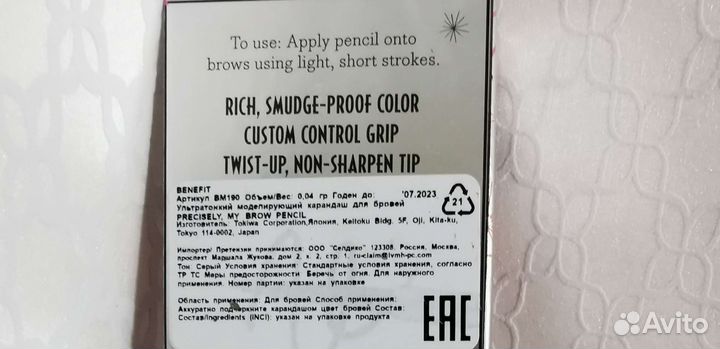 To use: Apply pencil onto
brows using light, short strokes.
RICH, SMUDGE-PROOF COLOR
CUSTOM CONTROL GRIP
TWIST-UP, NON-SHARPEN TIP
BENEFIT
Артикул BM190 Объем/Вес: 0,04 гр Годен до: '07.2023
Ультратонкий моделирующий карандаш для бровей
PRECISELY, MY BROW PENCIL
Изготовитель: Tokiwa Corporation,Япония, Keitoku Bldg. 5F, Oji, Kita-ku,
Tokyo 114-0002, Japan
21
Импортер/ Претензии принимаются: ООО "Селдико" 123308, Россия, Москва,
проспект Маршала Жукова, дом 2, к. 2, стр. 1, ru-claim@lvmh-pc.com
Тон: Серый Условия хранения: Стандартные условия хранения, согласно
ТР ТС Меры предосторожности: Беречь от огня. Для наружного
применения. Номер партии: указан на упаковке
Область применения: Для бровей Способ применения:
Аккуратно подчеркните карандашом цвет бровей Состав:
Состав/Ingredients (INCI): указан на упаковке продукта
EAC
Avito